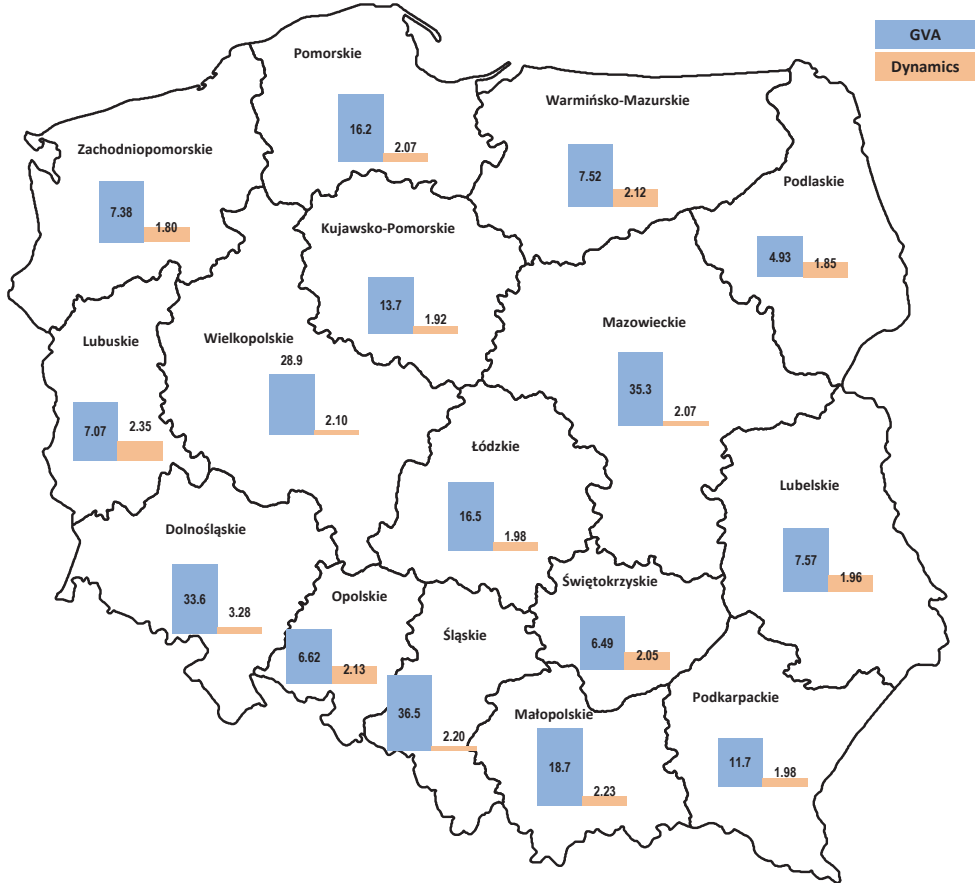 GVA
Dynamics
Pomorskie
16.2
2.07
Warmińsko-Mazurskie
7.52
2.12
Zachodniopomorskie
7.38
1.80
Podlaskie
4.93
1.85
Kujawsko-Pomorskie
13.7
1.92
Mazowieckie
35.3
2.07
Lubuskie
7.07
2.35
Wielkopolskie
28.9
2.10
Łódzkie
16.5
1.98
Lubelskie
7.57
1.96
Dolnośląskie
33.6
3.28
Opolskie
6.62
2.13
Śląskie
36.5
2.20
Świętokrzyskie
6.49
2.05
Małopolskie
18.7
2.23
Podkarpackie
11.7
1.98